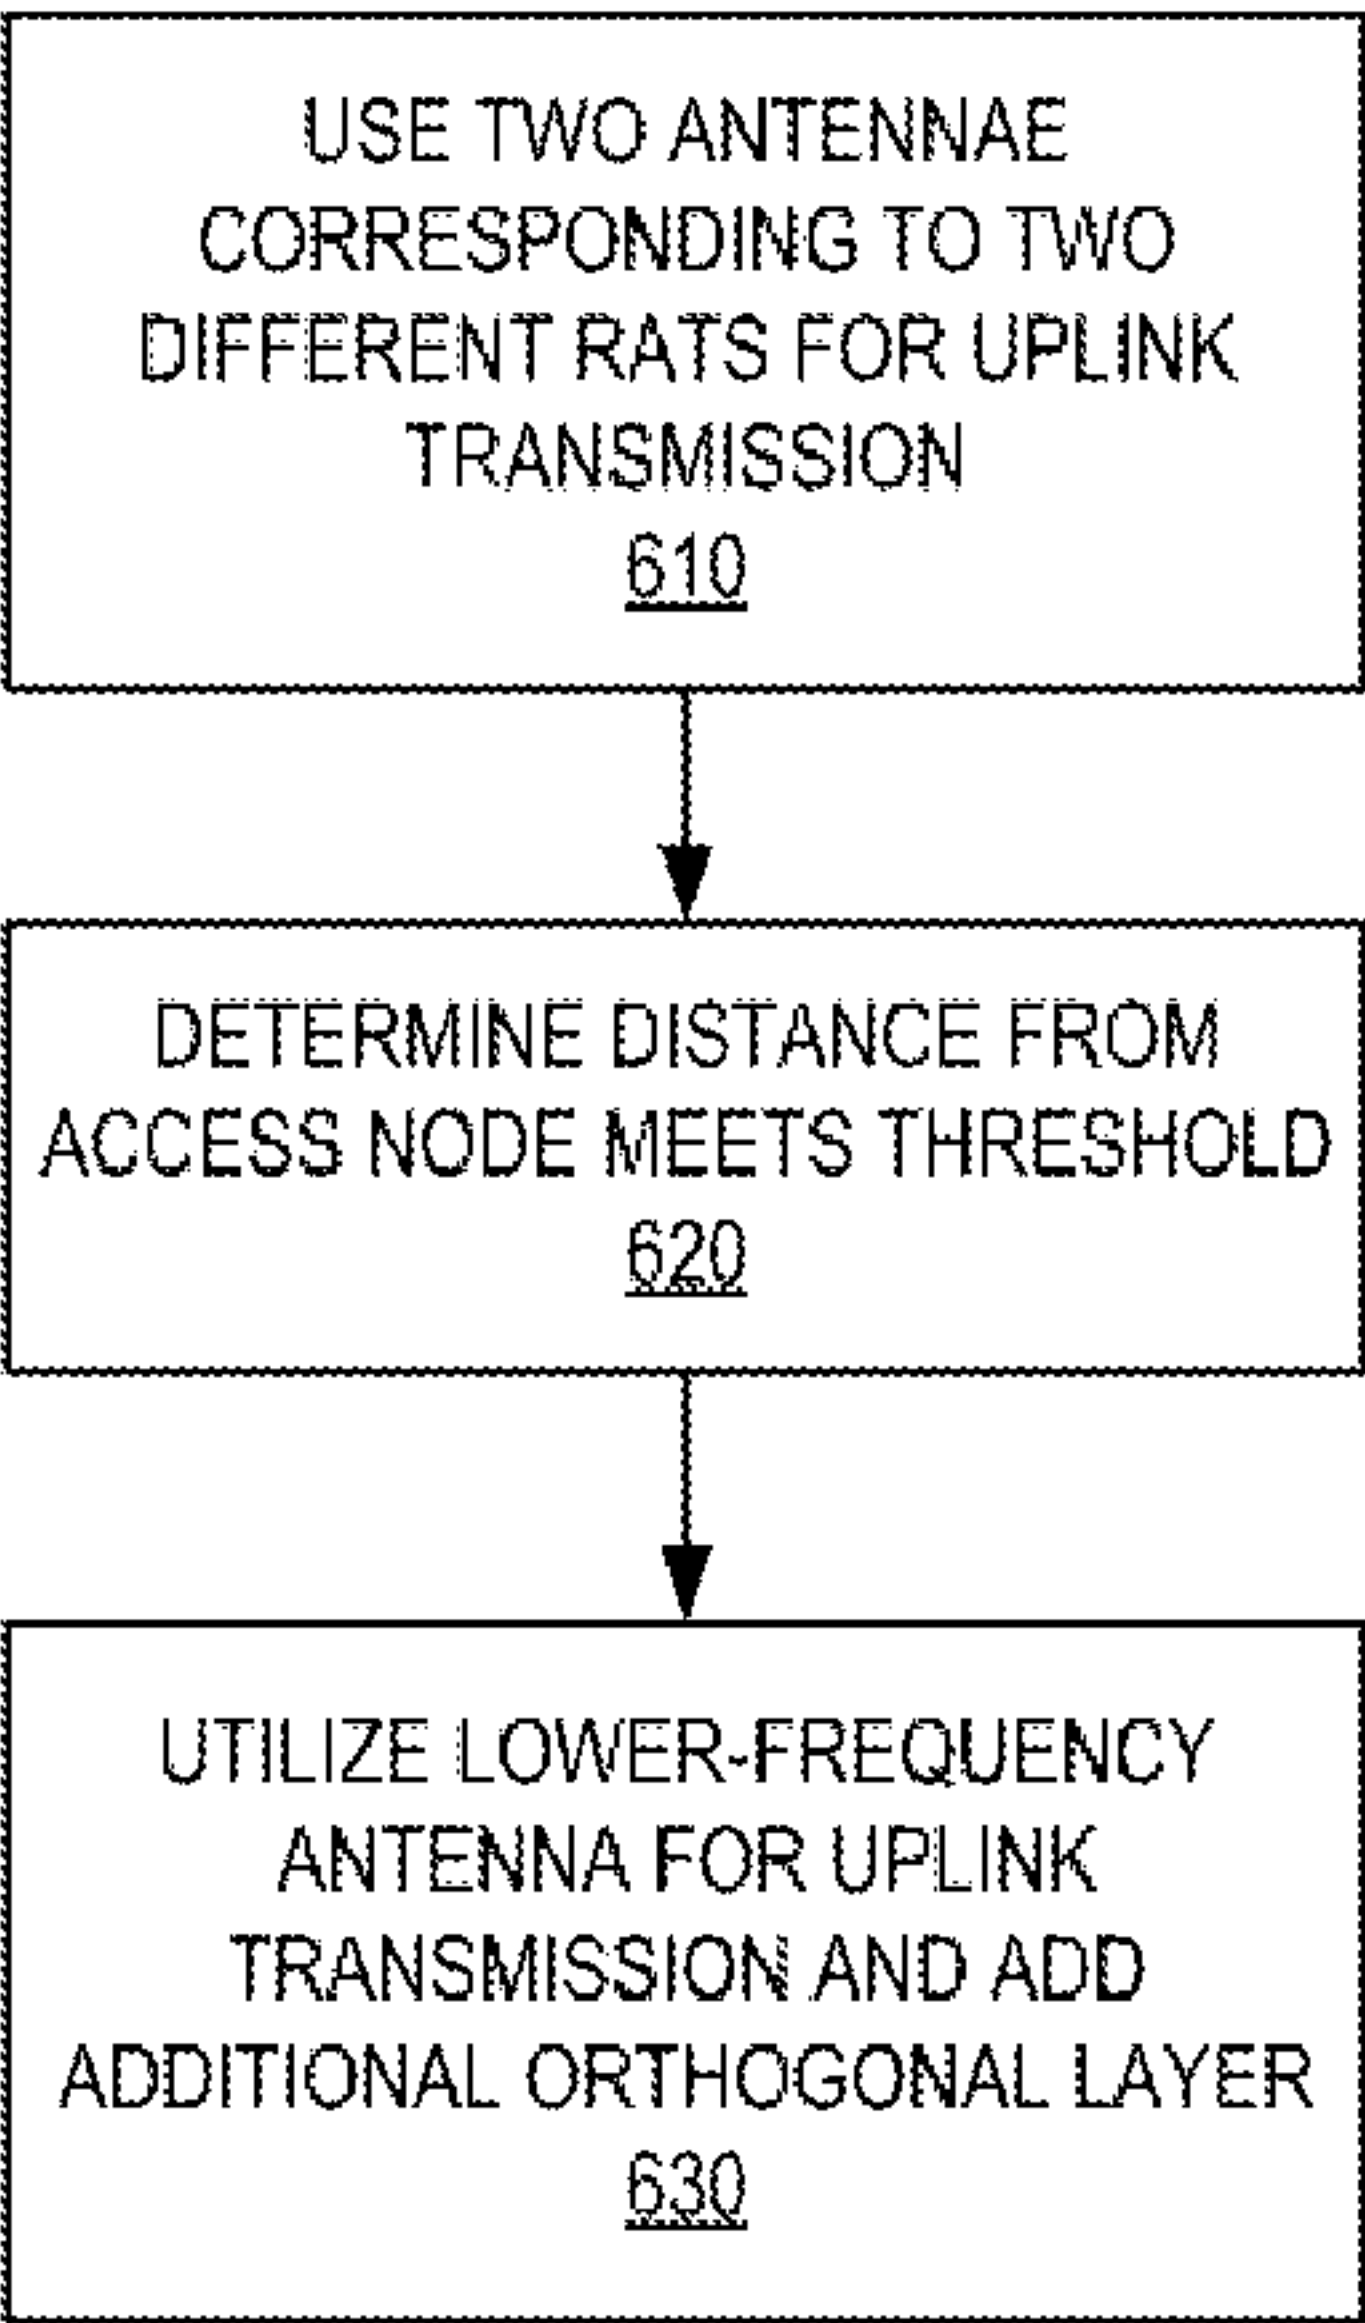 USE TWO ANTENNAE
CORRESPONDING TO TWO
DIFFERENT RATS FOR UPLINK
TRANSMISSION
610
DETERMINE DISTANCE FROM
ACCESS NODE MEETS THRESHOLD
620
UTILIZE LOWER-FREQUENCY
ANTENNA FOR UPLINK
TRANSMISSION AND ADD
ADDITIONAL ORTHOGONAL LAYER
630